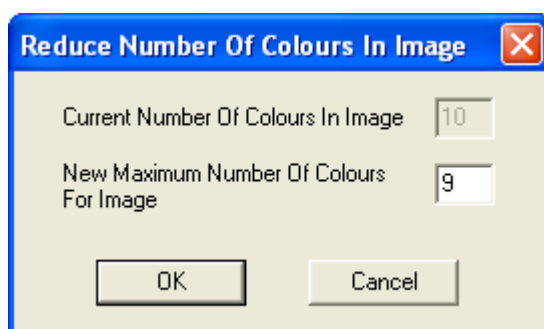 Reduce Number Of Colours In Image
Current Number Of Colours In Image 10
New Maximum Number Of Colours
For Image 9
OK Cancel